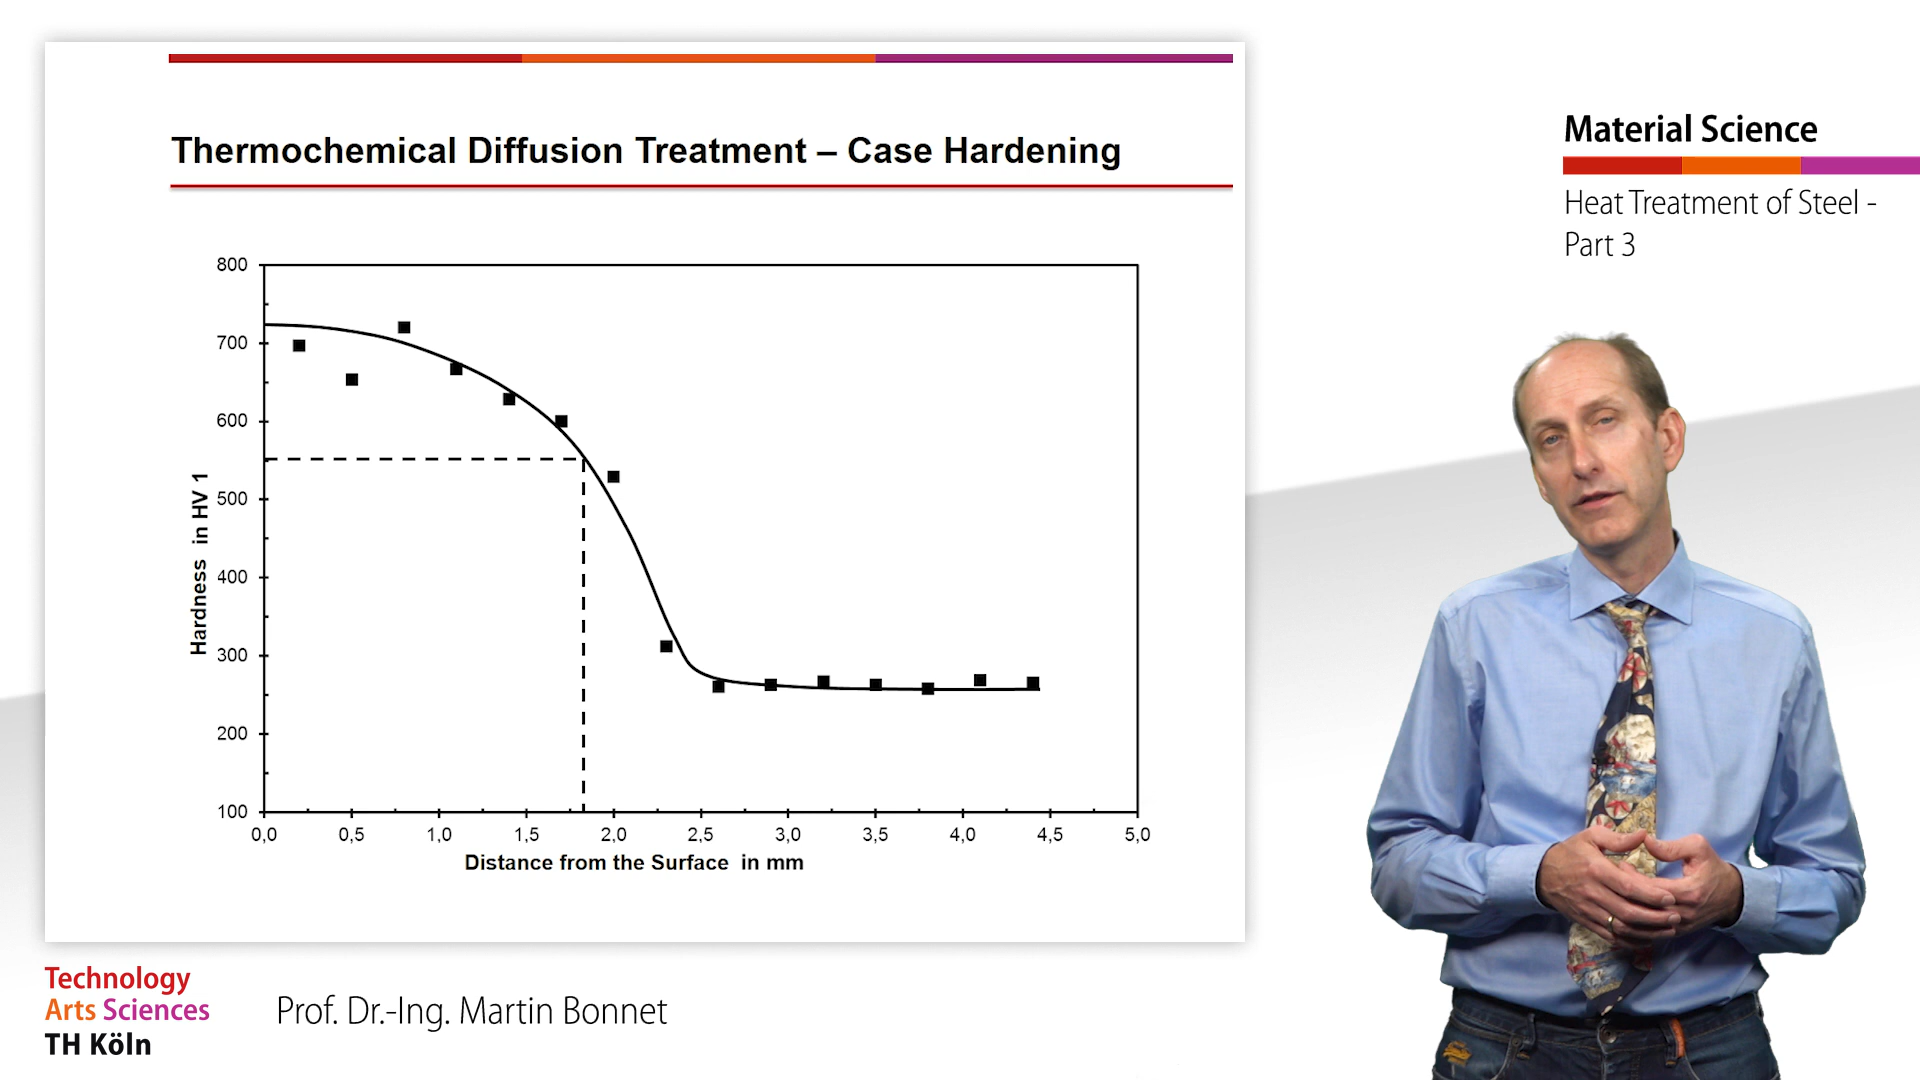 Thermochemical Diffusion Treatment – Case Hardening
Material Science
Heat Treatment of Steel -
Part 3
800
700
600
500
400
300
200
100
Hardness in HV 1
0,0 0,5 1,0 1,5 2,0 2,5 3,0 3,5 4,0 4,5 5,0
Distance from the Surface in mm
Technology
Arts Sciences
TH Köln
Prof. Dr.-Ing. Martin Bonnet